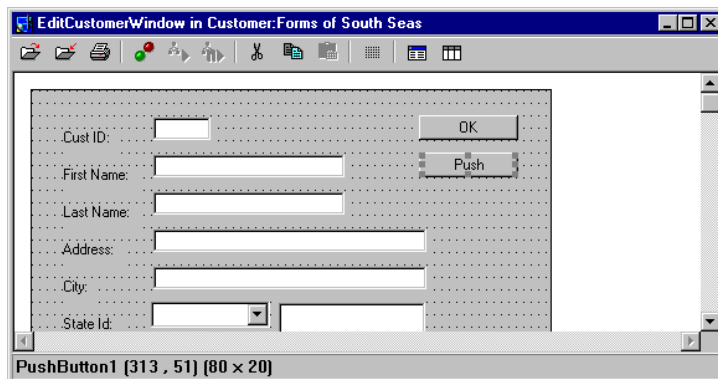 EditCustomerWindow in Customer:Forms of South Seas
Cust ID:
OK
First Name:
Push
Last Name:
Address:
City:
State Id:
PushButton1 (313 , 51) (80 × 20)